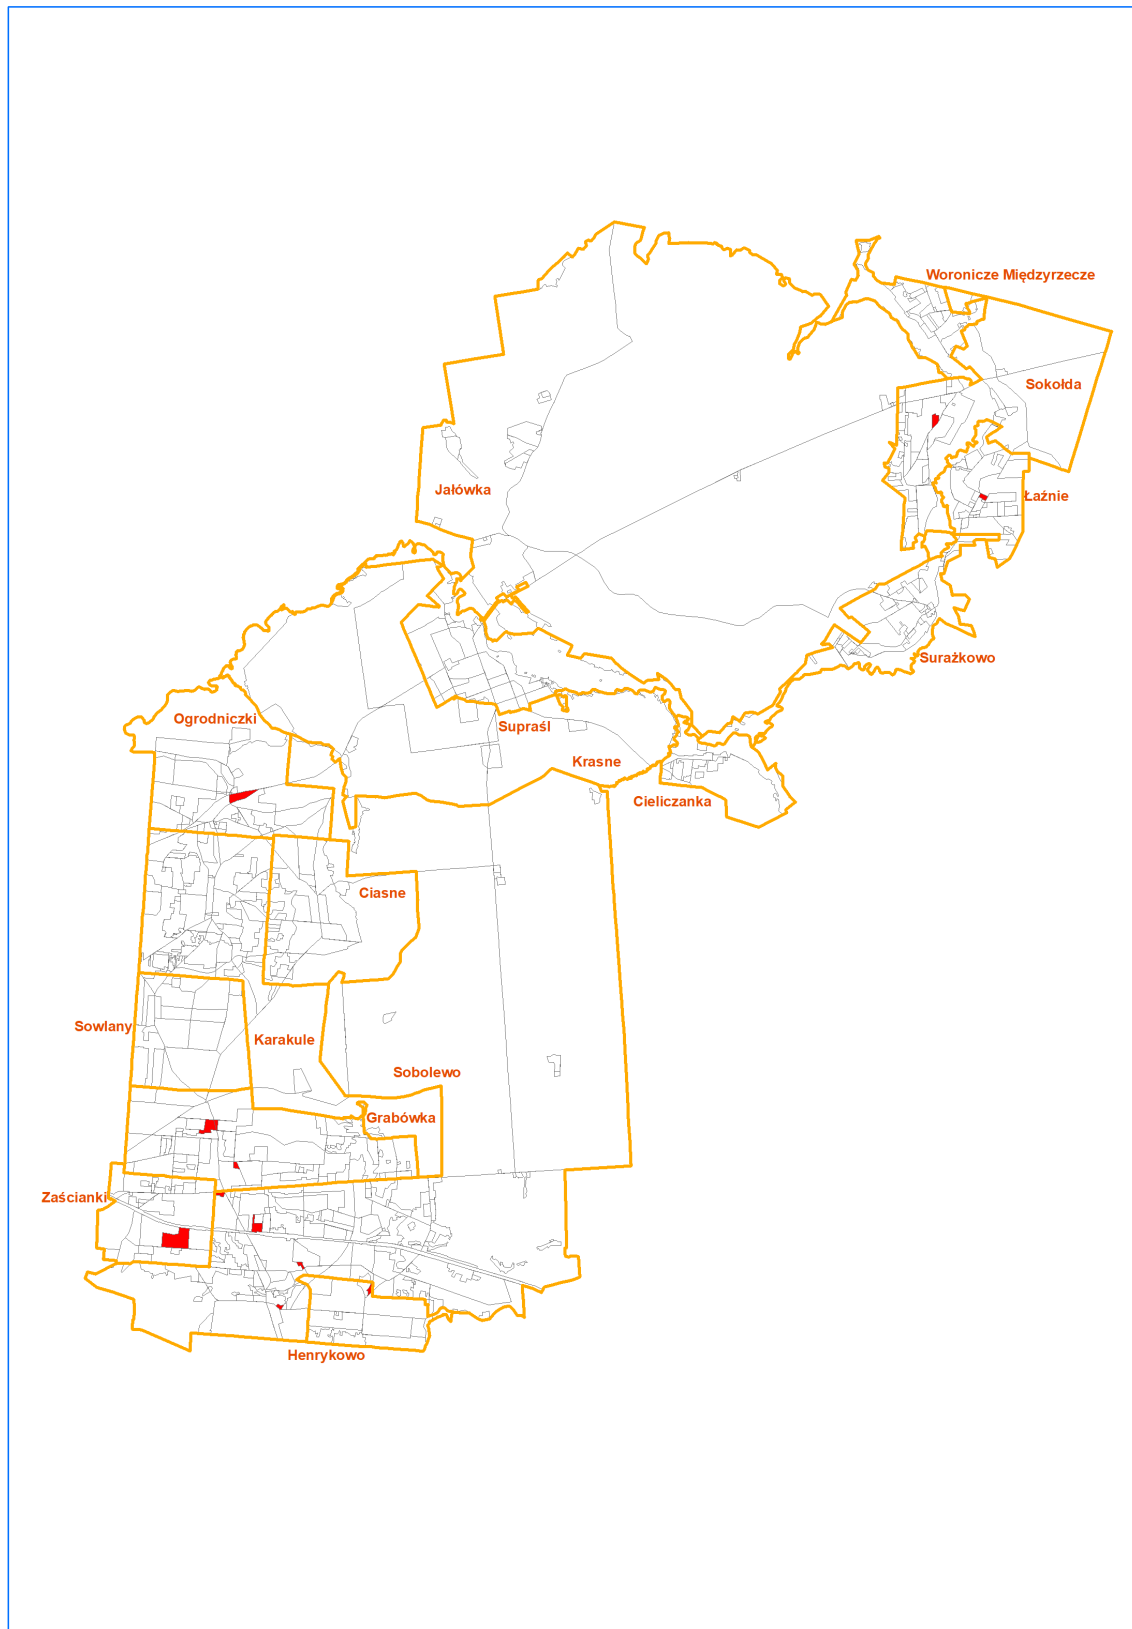 Woronicze Międzyrzecze
Sokołda
Jałówka
Łaźnie
Surażkowo
Ogrodniczki
Supraśl
Krasne
Cieliczanka
Ciasne
Sowlany
Karakule
Sobolewo
Grabówka
Zaścianki
Henrykowo